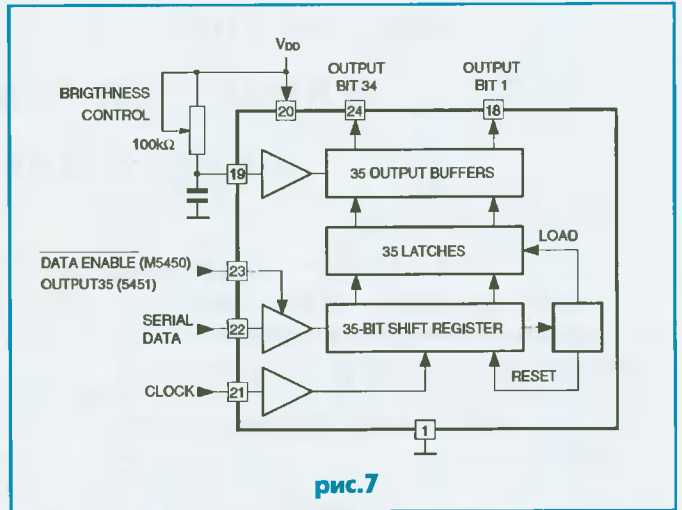 VDD
OUTPUT
BIT 34
OUTPUT
BIT 1
BRIGTHNESS
CONTROL
100kΩ
20
24
18
19
35 OUTPUT BUFFERS
35 LATCHES
LOAD
DATA ENABLE (M5450)
OUTPUT35 (5451)
23
SERIAL
DATA
22
35-BIT SHIFT REGISTER
RESET
CLOCK
21
1
рис.7